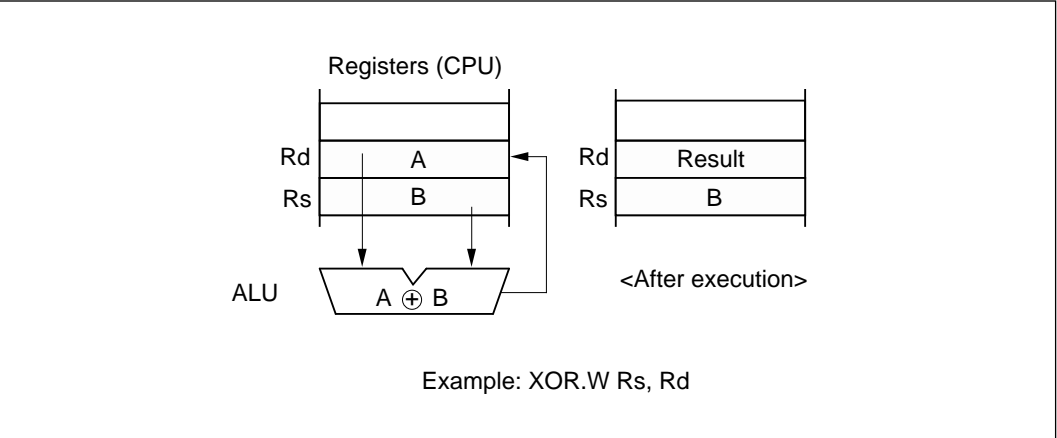 Registers (CPU)
Rd A Rd Result
Rs B Rs B
ALU A ⊕ B <After execution>
Example: XOR.W Rs, Rd